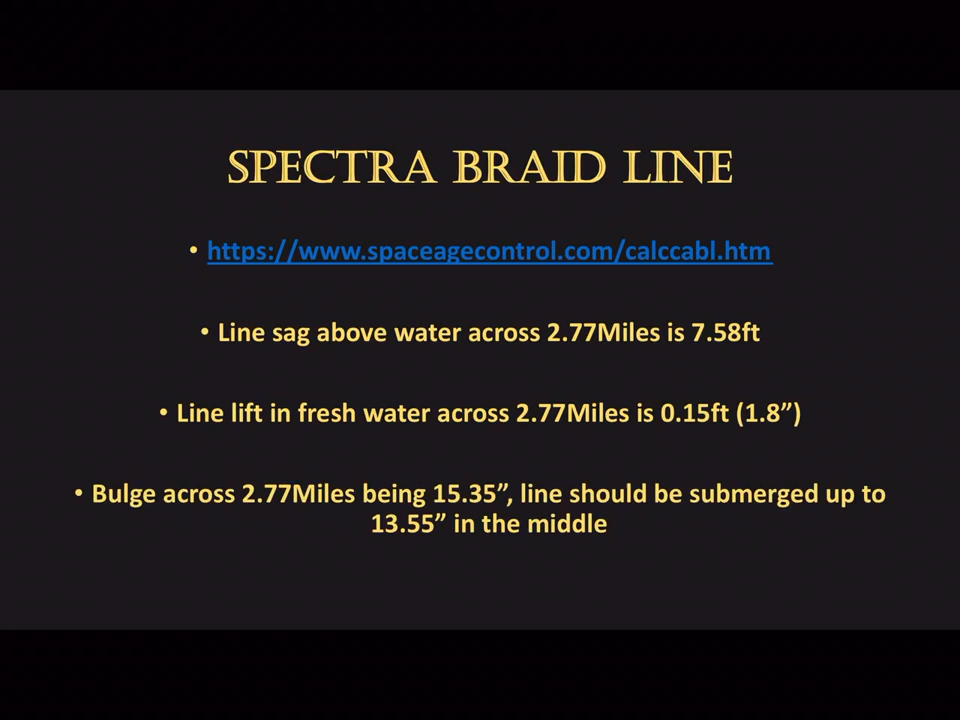 SPECTRA BRAID LINE
• https://www.spaceagecontrol.com/calccabl.htm
• Line sag above water across 2.77Miles is 7.58ft
• Line lift in fresh water across 2.77Miles is 0.15ft (1.8” )
• Bulge across 2.77Miles being 15.35”, line should be submerged up to
13.55” in the middle